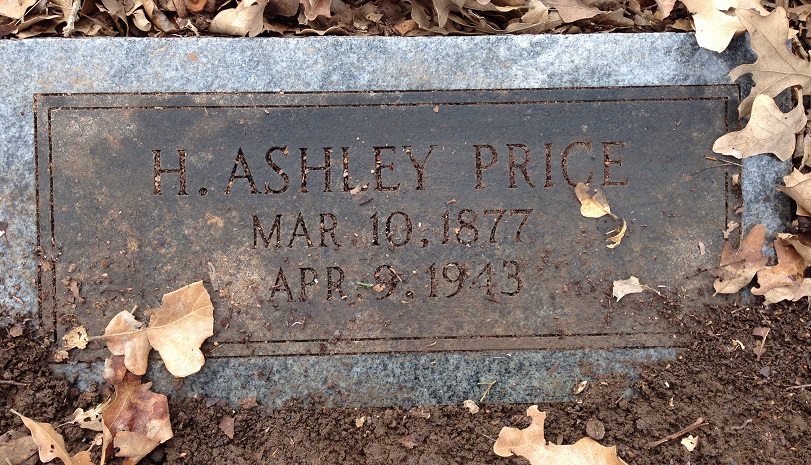 H. ASHLEY PRICE
MAR. 10, 1877
APR. 9. 1943